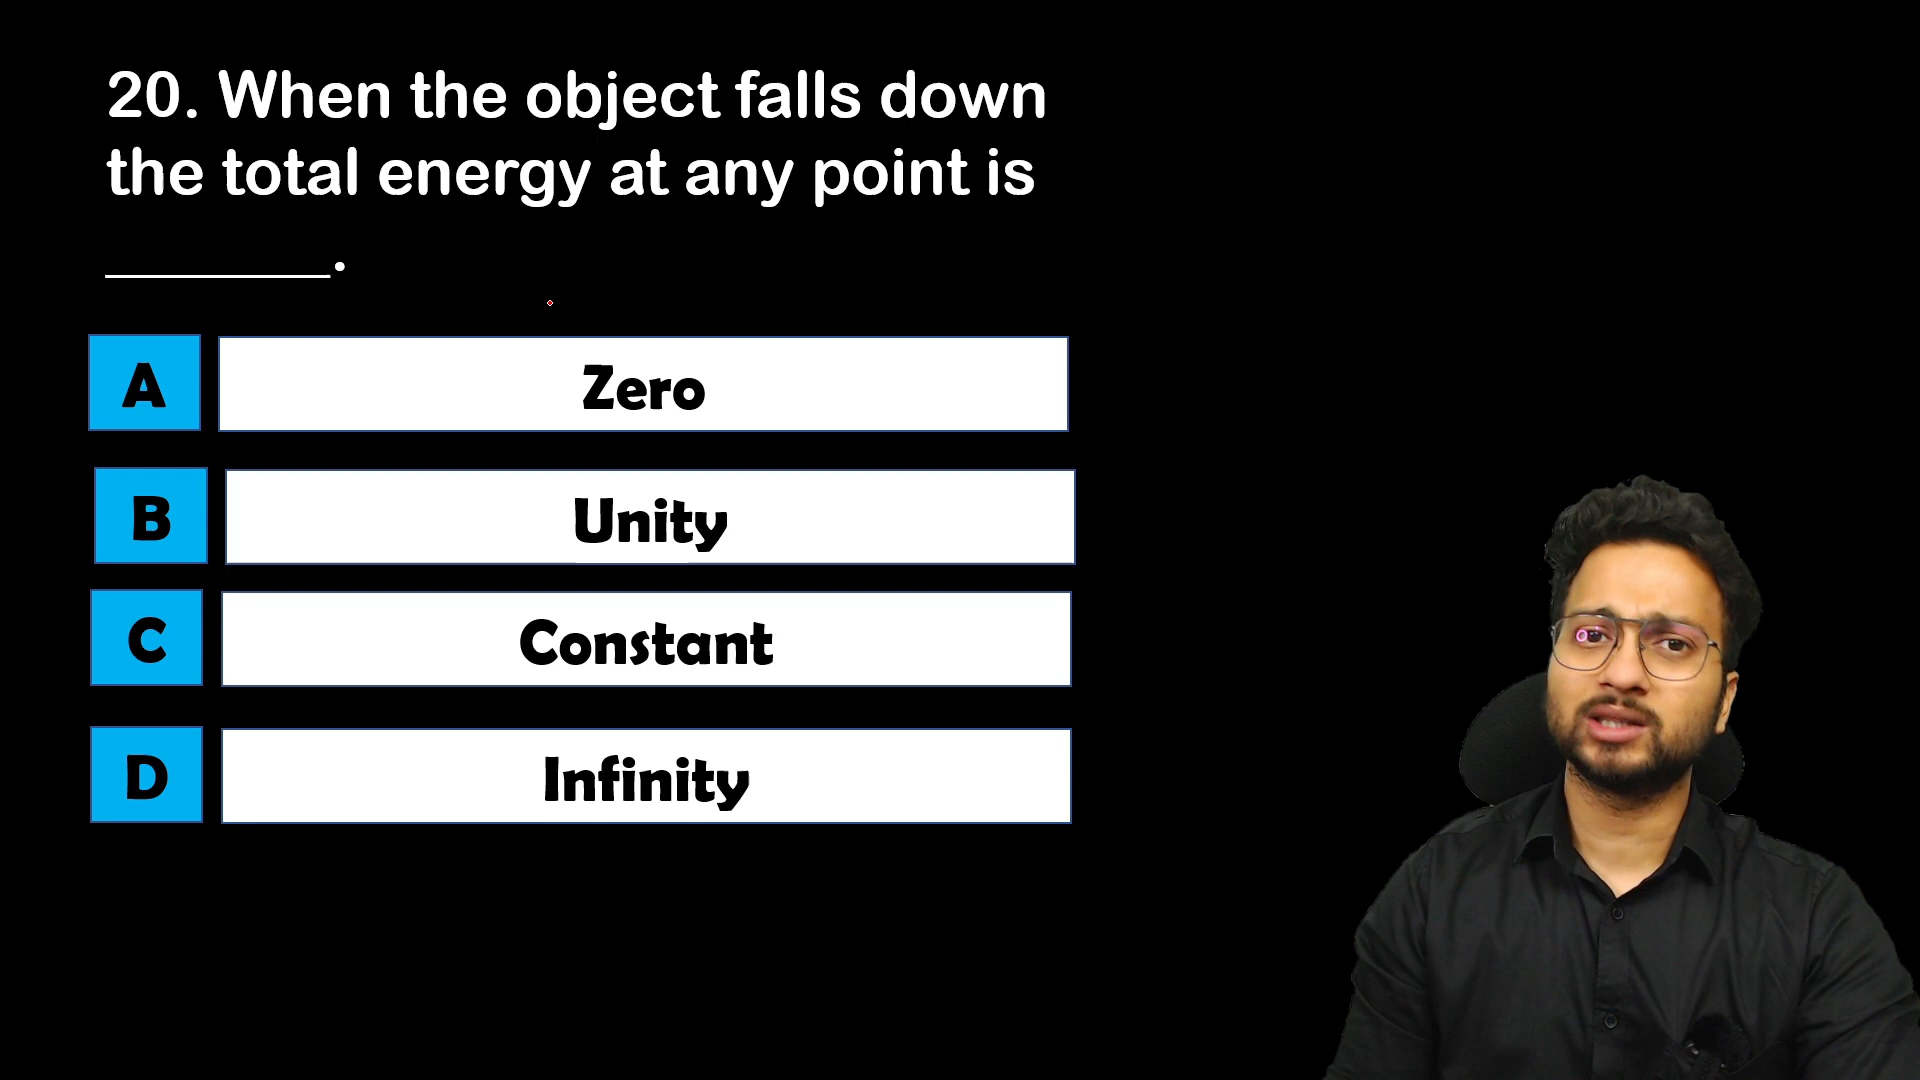 20. When the object falls down
the total energy at any point is
________.
A Zero
B Unity
C Constant
D Infinity